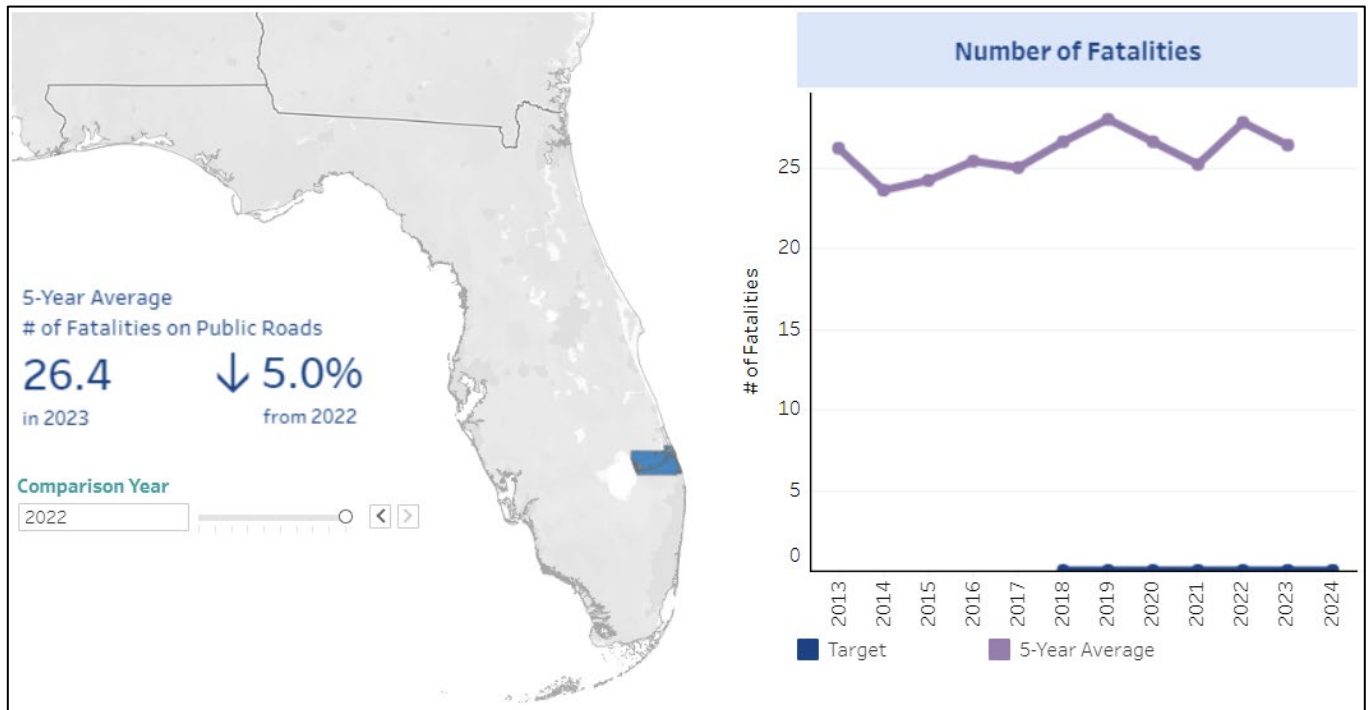 5-Year Average
# of Fatalities on Public Roads
26.4
↓ 5.0%
in 2023
from 2022
Comparison Year
2022
Number of Fatalities
# of Fatalities
25
20
15
10
5
0
2013
2014
2015
2016
2017
2018
2019
2020
2021
2022
2023
2024
Target
5-Year Average